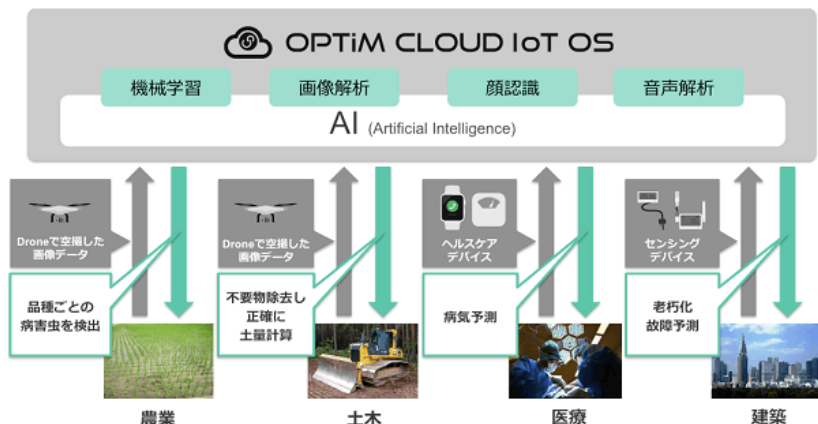 OPTiM CLOUD IoT OS
機械学習
画像解析
顔認識
音声解析
AI (Artificial Intelligence)
Droneで空撮した
画像データ
Droneで空撮した
画像データ
ヘルスケア
デバイス
センシング
デバイス
品種ごとの
病害虫を検出
不要物除去し
正確に
土量計算
病気予測
老朽化
故障予測
農業
土木
医療
建築